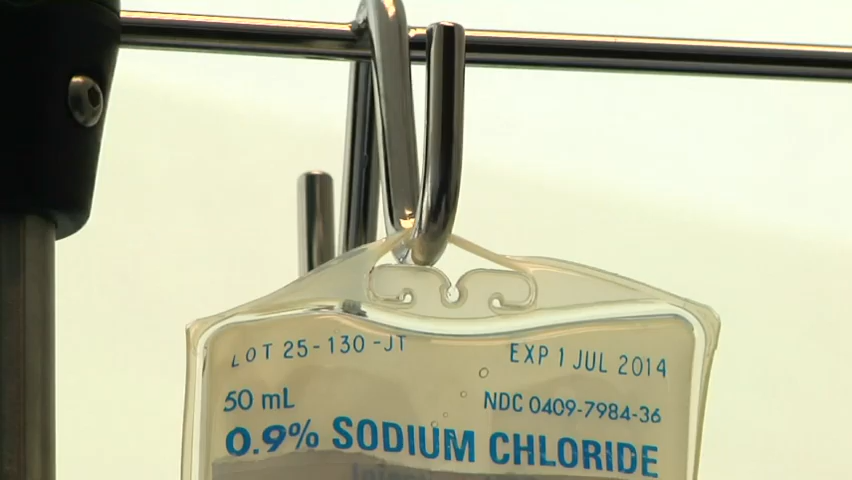 LOT 25-130-JT EXP 1 JUL 2014
50 mL NDC 0409-7984-36
0.9% SODIUM CHLORIDE